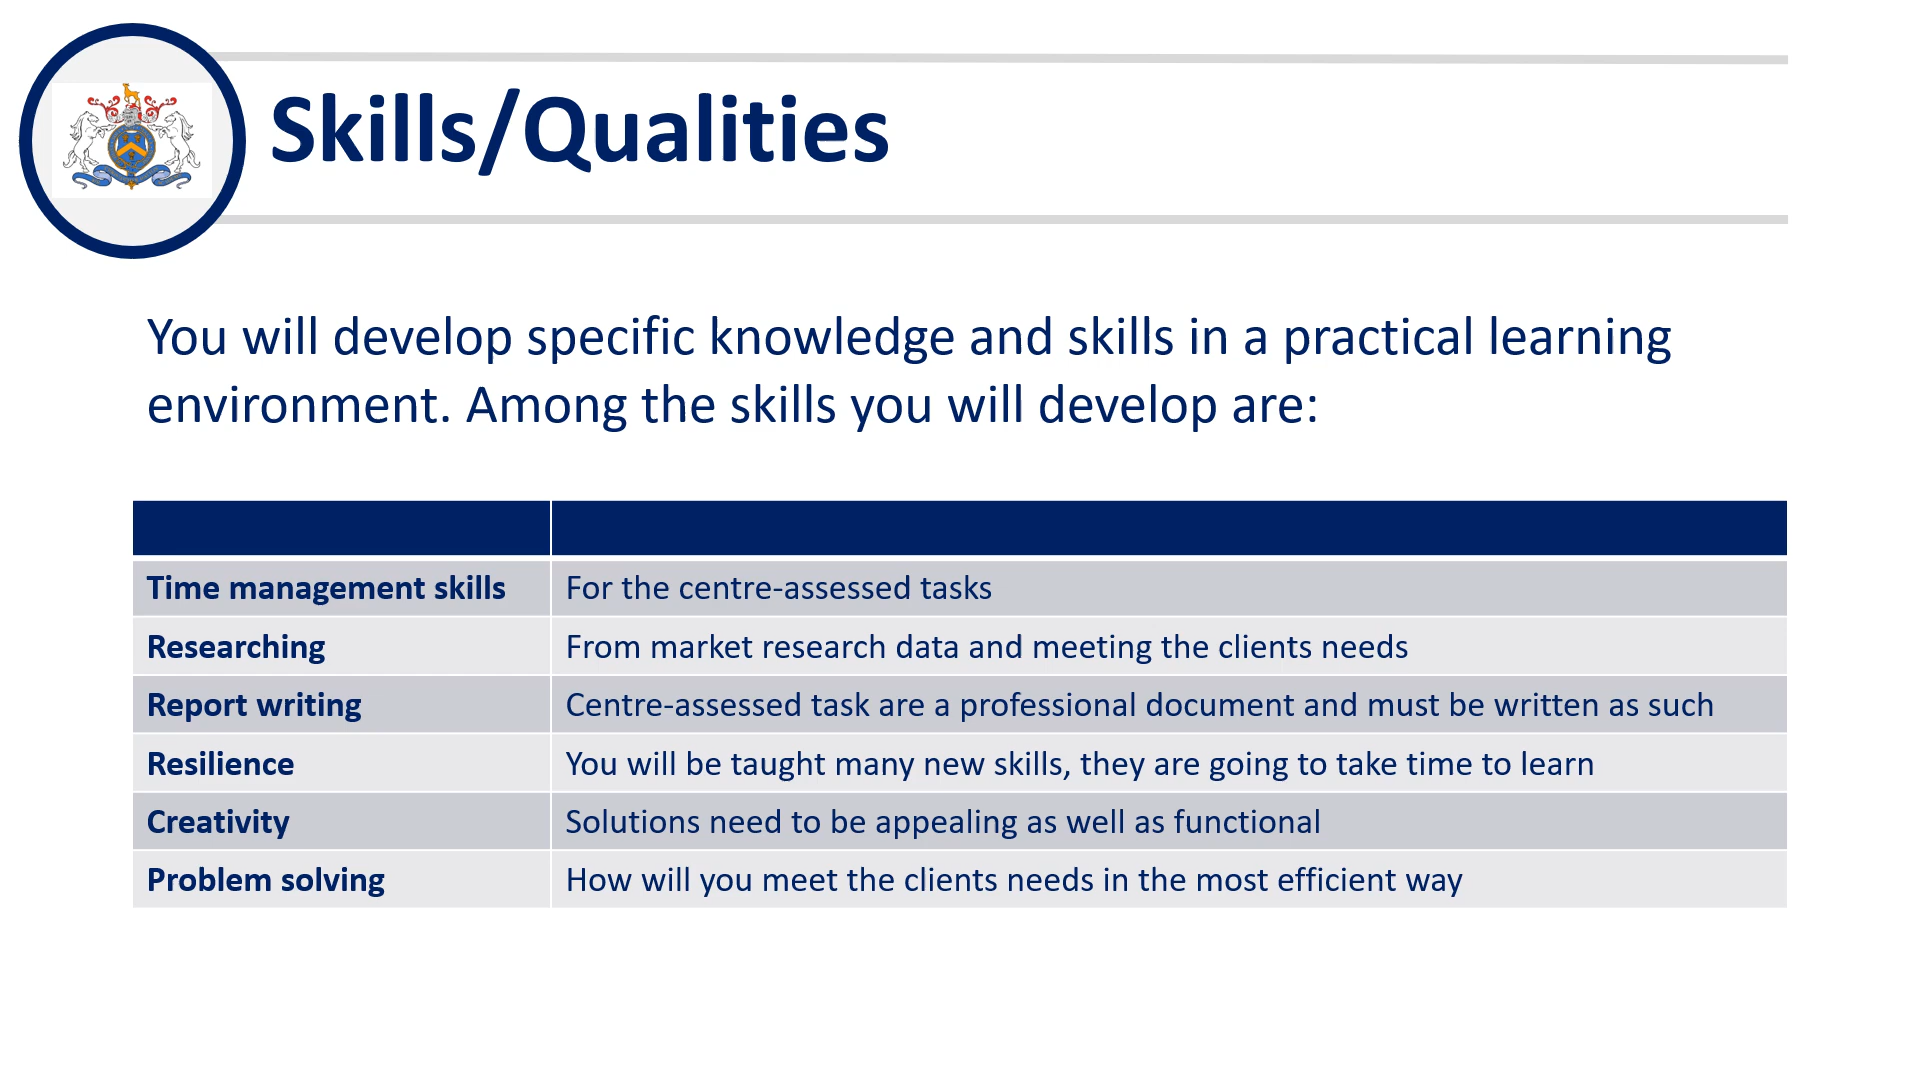 Skills/Qualities
You will develop specific knowledge and skills in a practical learning
environment. Among the skills you will develop are:
Time management skills For the centre-assessed tasks
Researching From market research data and meeting the clients needs
Report writing Centre-assessed task are a professional document and must be written as such
Resilience You will be taught many new skills, they are going to take time to learn
Creativity Solutions need to be appealing as well as functional
Problem solving How will you meet the clients needs in the most efficient way